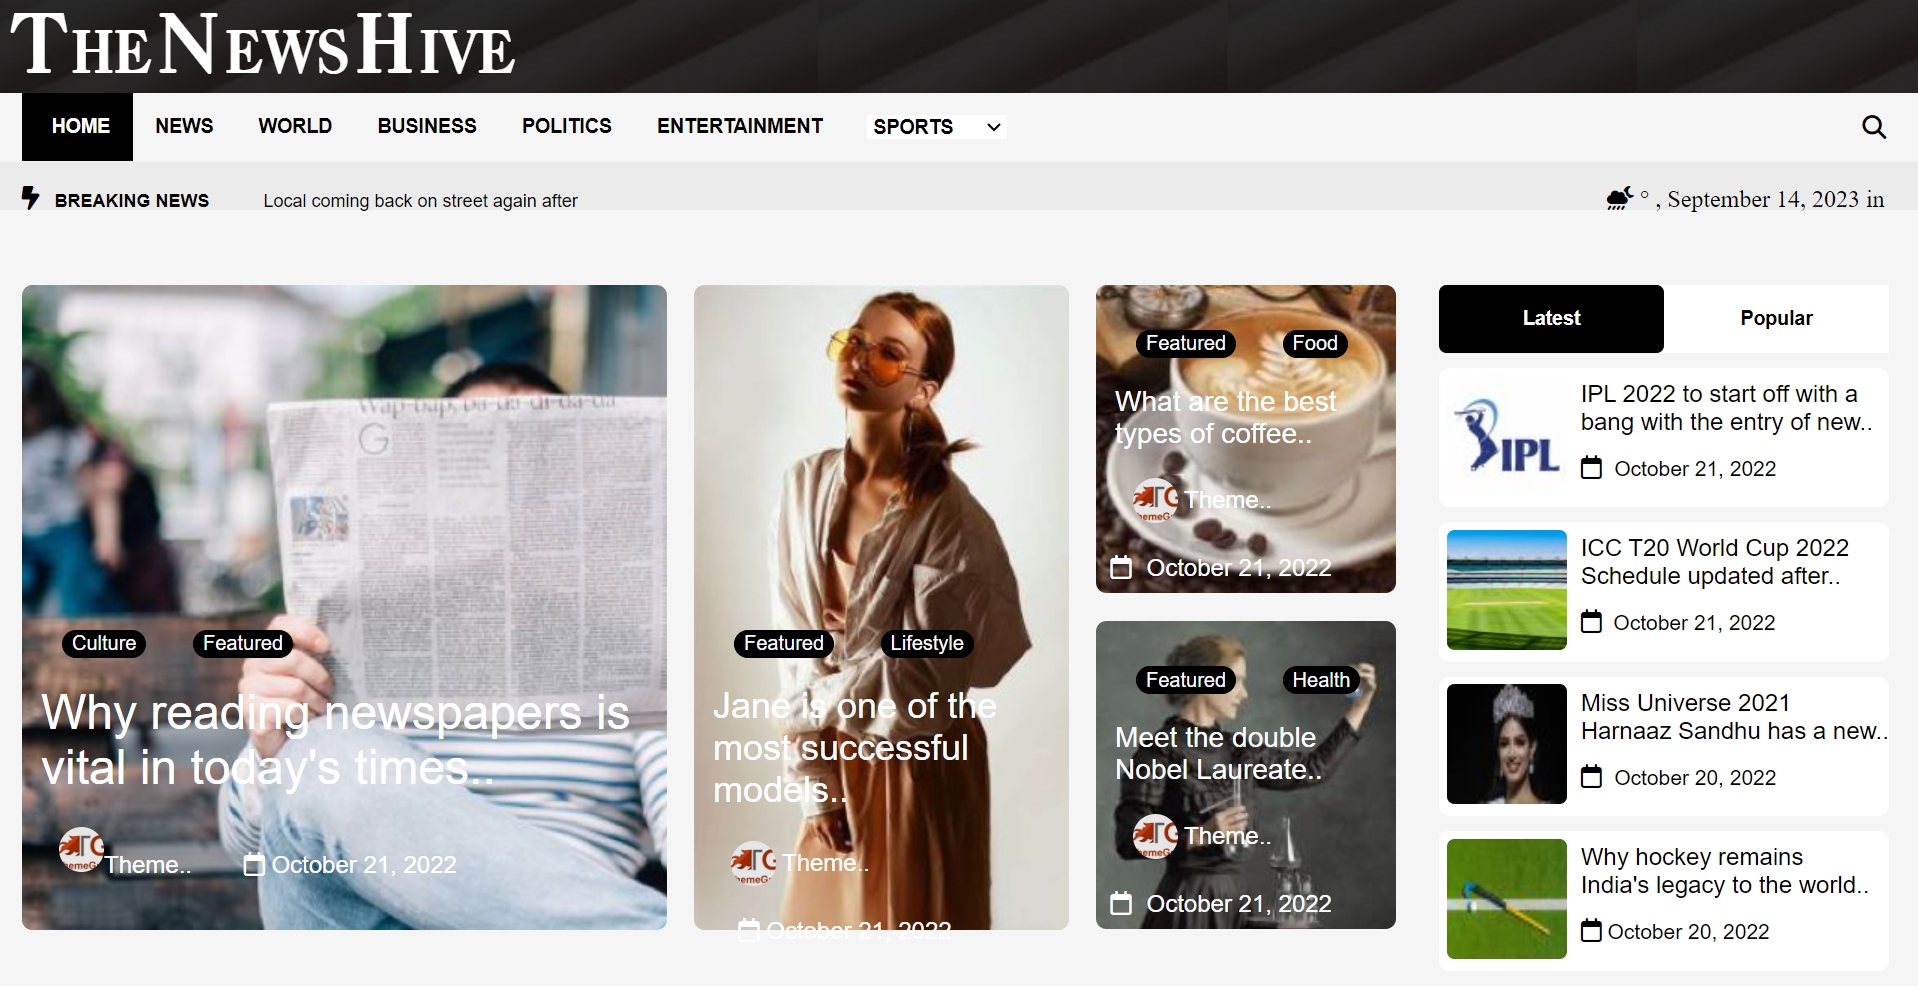 THE NEWS HIVE
HOME NEWS WORLD BUSINESS POLITICS ENTERTAINMENT SPORTS
BREAKING NEWS Local coming back on street again after
° , September 14, 2023 in
Culture Featured
Why reading newspapers is
vital in today's times..
Theme.. October 21, 2022
Featured Lifestyle
Jane is one of the
most successful
models..
TG
Theme..
October 21, 2022
Featured Food
What are the best
types of coffee..
Theme..
October 21, 2022
Featured Health
Meet the double
Nobel Laureate..
Theme..
October 21, 2022
Latest Popular
IPL
IPL 2022 to start off with a
bang with the entry of new..
October 21, 2022
ICC T20 World Cup 2022
Schedule updated after..
October 21, 2022
Miss Universe 2021
Harnaaz Sandhu has a new..
October 20, 2022
Why hockey remains
India's legacy to the world..
October 20, 2022